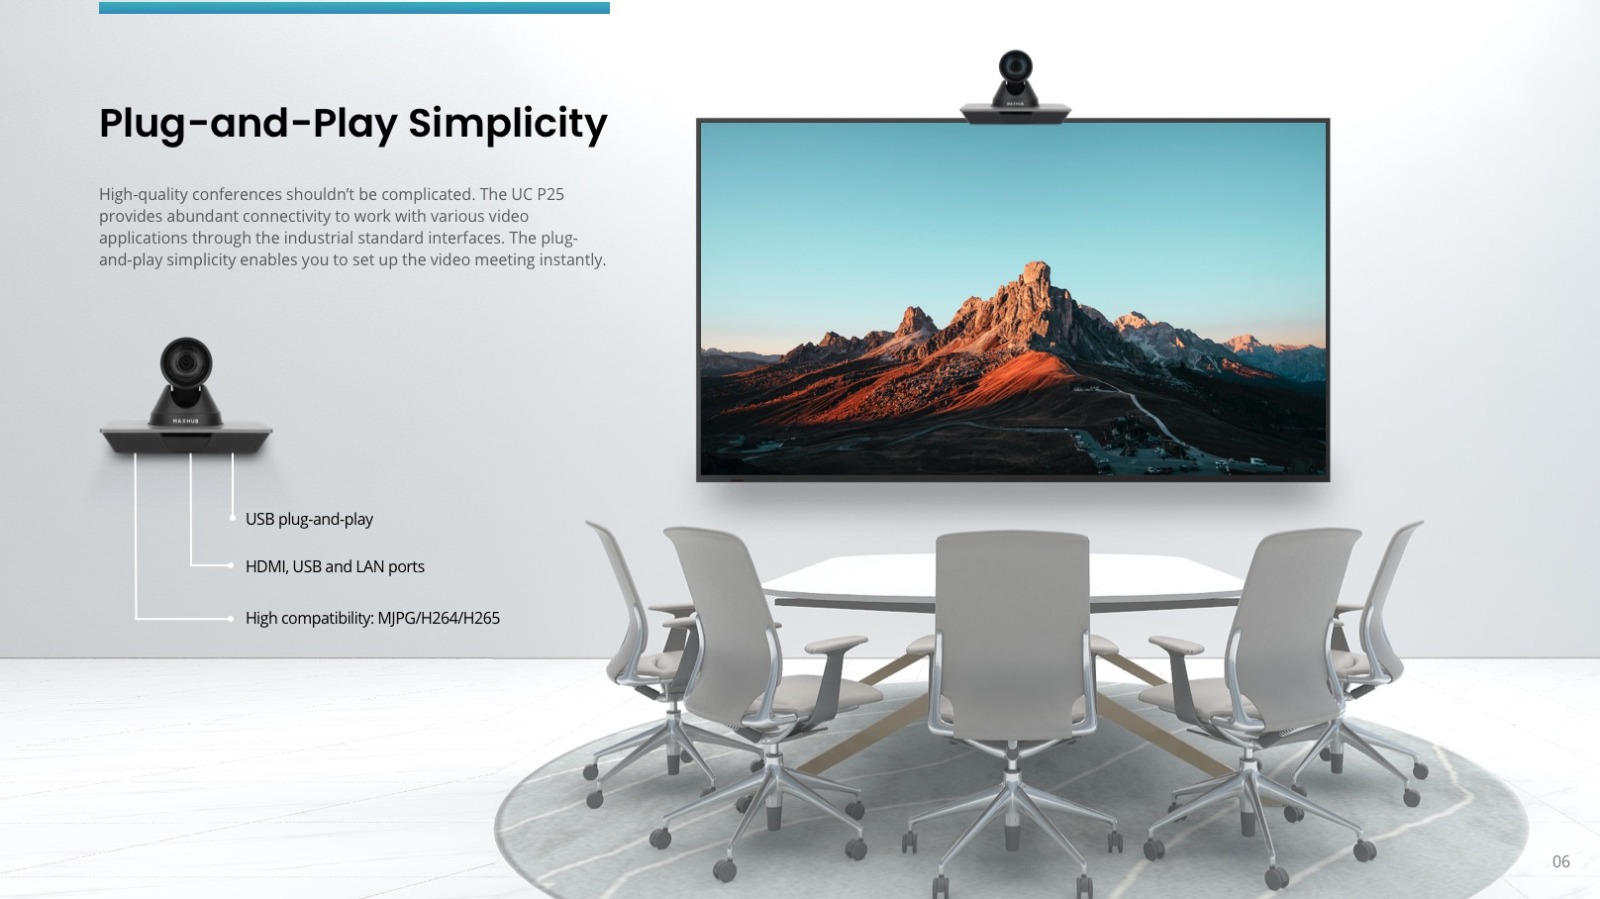 Plug-and-Play Simplicity
High-quality conferences shouldn’t be complicated. The UC P25
provides abundant connectivity to work with various video
applications through the industrial standard interfaces. The plug-
and-play simplicity enables you to set up the video meeting instantly.
MAXHUB
MAXHUB
USB plug-and-play
HDMI, USB and LAN ports
High compatibility: MJPG/H264/H265
06